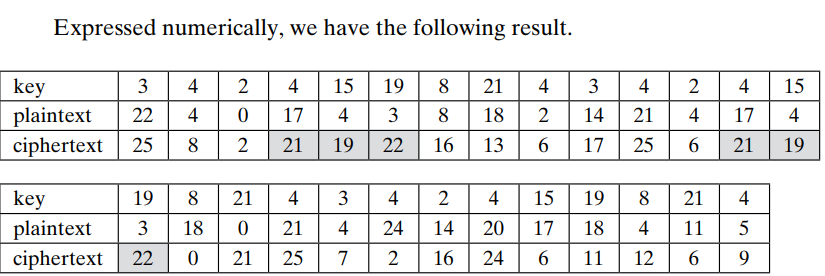 Expressed numerically, we have the following result.
key 3 4 2 4 15 19 8 21 4 3 4 2 4 15
plaintext 22 4 0 17 4 3 8 18 2 14 21 4 17 4
ciphertext 25 8 2 21 19 22 16 13 6 17 25 6 21 19
key 19 8 21 4 3 4 2 4 15 19 8 21 4
plaintext 3 18 0 21 4 24 14 20 17 18 4 11 5
ciphertext 22 0 21 25 7 2 16 24 6 11 12 6 9